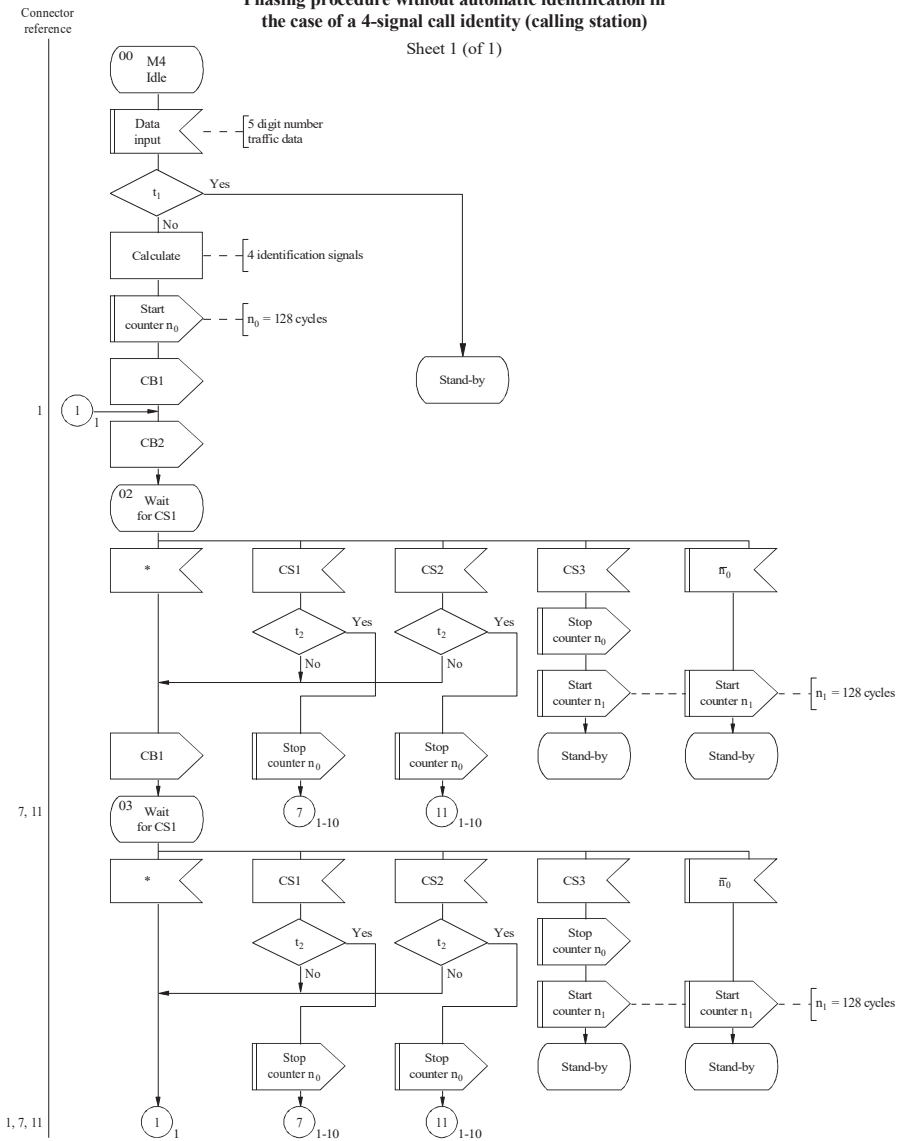 Phasing procedure without automatic identification in
the case of a 4-signal call identity (calling station)
Sheet 1 (of 1)
Connector
reference
00 M4
Idle
Data
input
5 digit number
traffic data
t1
Yes
No
Calculate
4 identification signals
Start
counter n0
n0 = 128 cycles
CB1
Stand-by
1
1
1
CB2
02 Wait
for CS1
*
CS1
CS2
CS3
n̅0
t2
Yes
t2
Yes
Stop
counter n0
No
No
Start
counter n1
Start
counter n1
n1 = 128 cycles
CB1
Stop
counter n0
Stop
counter n0
Stand-by
Stand-by
7, 11
7
1-10
11
1-10
03 Wait
for CS1
*
CS1
CS2
CS3
n̅0
t2
Yes
t2
Yes
Stop
counter n0
No
No
Start
counter n1
Start
counter n1
n1 = 128 cycles
Stop
counter n0
Stop
counter n0
Stand-by
Stand-by
1, 7, 11
1
1
7
1-10
11
1-10